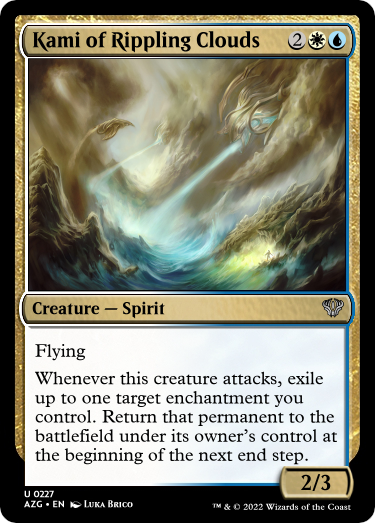 Kami of Rippling Clouds 2
Creature — Spirit
Flying
Whenever this creature attacks, exile
up to one target enchantment you
control. Return that permanent to the
battlefield under its owner's control at
the beginning of the next end step.
2/3
U 0227
AZG • EN Luka Brico
™ & © 2022 Wizards of the Coast